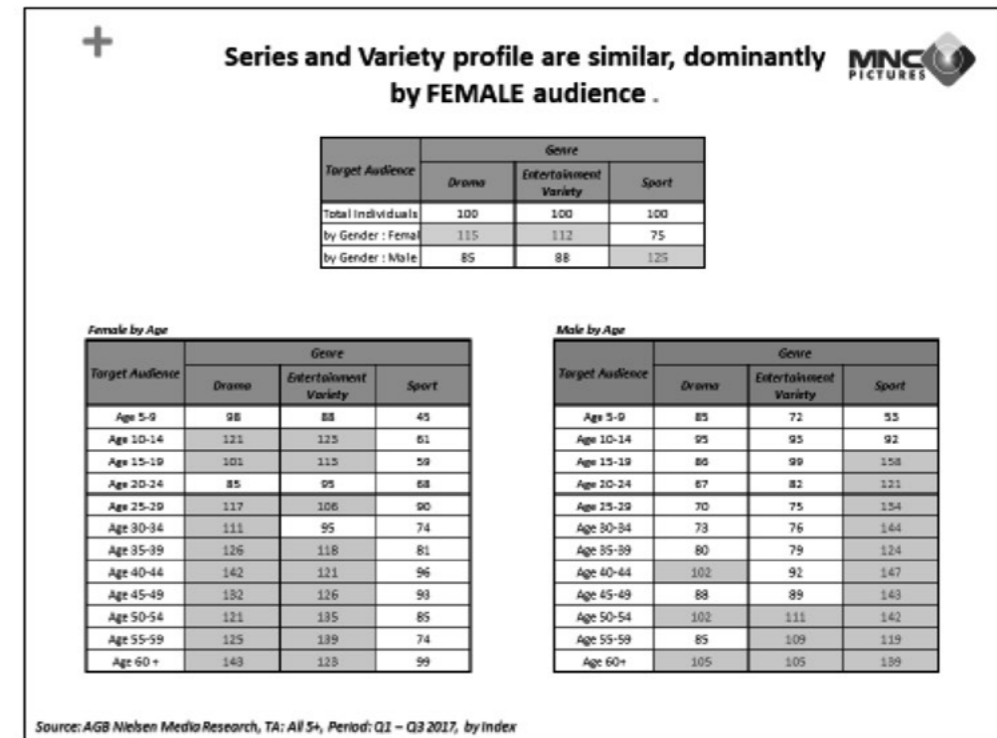 Series and Variety profile are similar, dominantly
by FEMALE audience .
MNC
PICTURES
Target Audience Genre
Drama Entertainment Variety Sport
Total Individuals 100 100 100
by Gender : Femal 115 112 75
by Gender : Male 85 88 125
Female by Age
Target Audience Genre
Drama Entertainment Variety Sport
Age 5-9 98 88 45
Age 10-14 121 61
Age 15-19 101 59
Age 20-24 85 95 68
Age 25-29 117 106 90
Age 30-34 111 95 74
Age 35-39 126 118 81
Age 40-44 142 121 96
Age 45-49 132 126 93
Age 50-54 121 135 85
Age 55-59 125 139 74
Age 60+ 143 123 99
Male by Age
Target Audience Genre
Drama Entertainment Variety Sport
Age 5-9 85 72
Age 10-14 95 92
Age 15-19 86 99 158
Age 20-24 67 82 121
Age 25-29 70 75
Age 30-34 73 76 144
Age 35-39 80 79 124
Age 40-44 102 92 147
Age 45-49 88 89 143
Age 50-54 102 111 142
Age 55-59 85 109 119
Age 60+ 105 105 139
Source: AGB Nielsen Media Research, TA: All 5+, Period: Q1 – Q3 2017, by Index